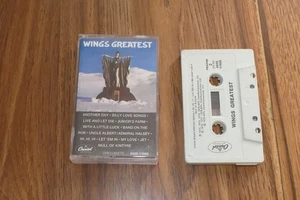 WINGS GREATEST
ANOTHER DAY • SILLY LOVE SONGS •
LIVE AND LET DIE • JUNIOR'S FARM •
WITH A LITTLE LUCK • BAND ON THE
RUN • UNCLE ALBERT/ADMIRAL HALSEY
HI, HI, HI • LET 'EM IN • MY LOVE • JET •
MULL OF KINTYRE
Capitol
WINGS GREATEST
Capitol